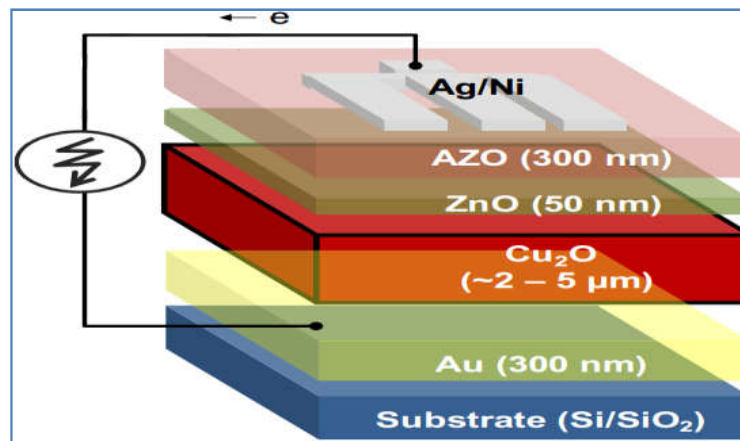 ← e
Ag/Ni
AZO (300 nm)
ZnO (50 nm)
Cu₂O
(~2 – 5 µm)
Au (300 nm)
Substrate (Si/SiO₂)